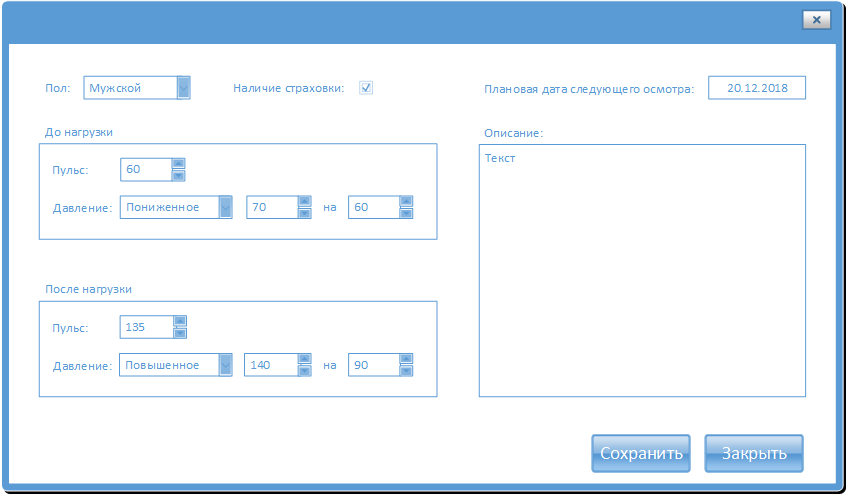 Пол: Мужской Наличие страховки: Плановая дата следующего осмотра: 20.12.2018
До нагрузки
Пульс: 60
Давление: Пониженное 70 на 60
После нагрузки
Пульс: 135
Давление: Повышенное 140 на 90
Описание:
Текст
Сохранить Закрыть